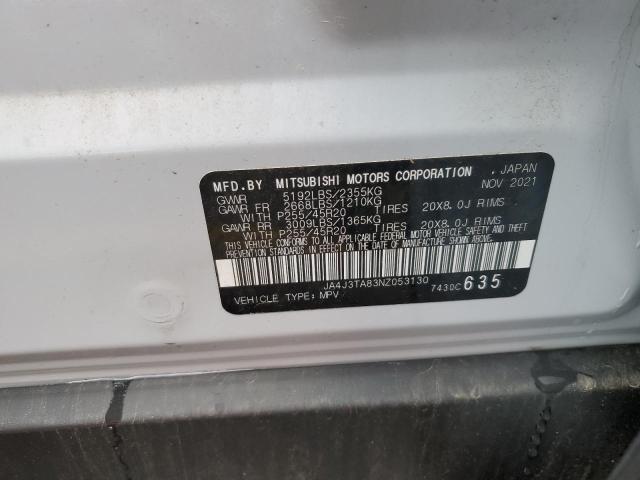 MFD.BY MITSUBISHI MOTORS CORPORATION , JAPAN
GVWR 5192LBS/2355KG NOV 2021
GAWR FR 2668LBS/1210KG
WITH P255/45R20 TIRES 20X8.0J RIMS
GAWR RR 3009LBS/1365KG
WITH P255/45R20 TIRES 20X8.0J RIMS
THIS VEHICLE CONFORMS TO ALL APPLICABLE FEDERAL MOTOR VEHICLE SAFETY, BUMPER, AND THEFT
PREVENTION STANDARDS IN EFFECT ON THE DATE OF MANUFACTURE SHOWN ABOVE.
JA4J3TA83NZ053130
VEHICLE TYPE: MPV 7430C 635